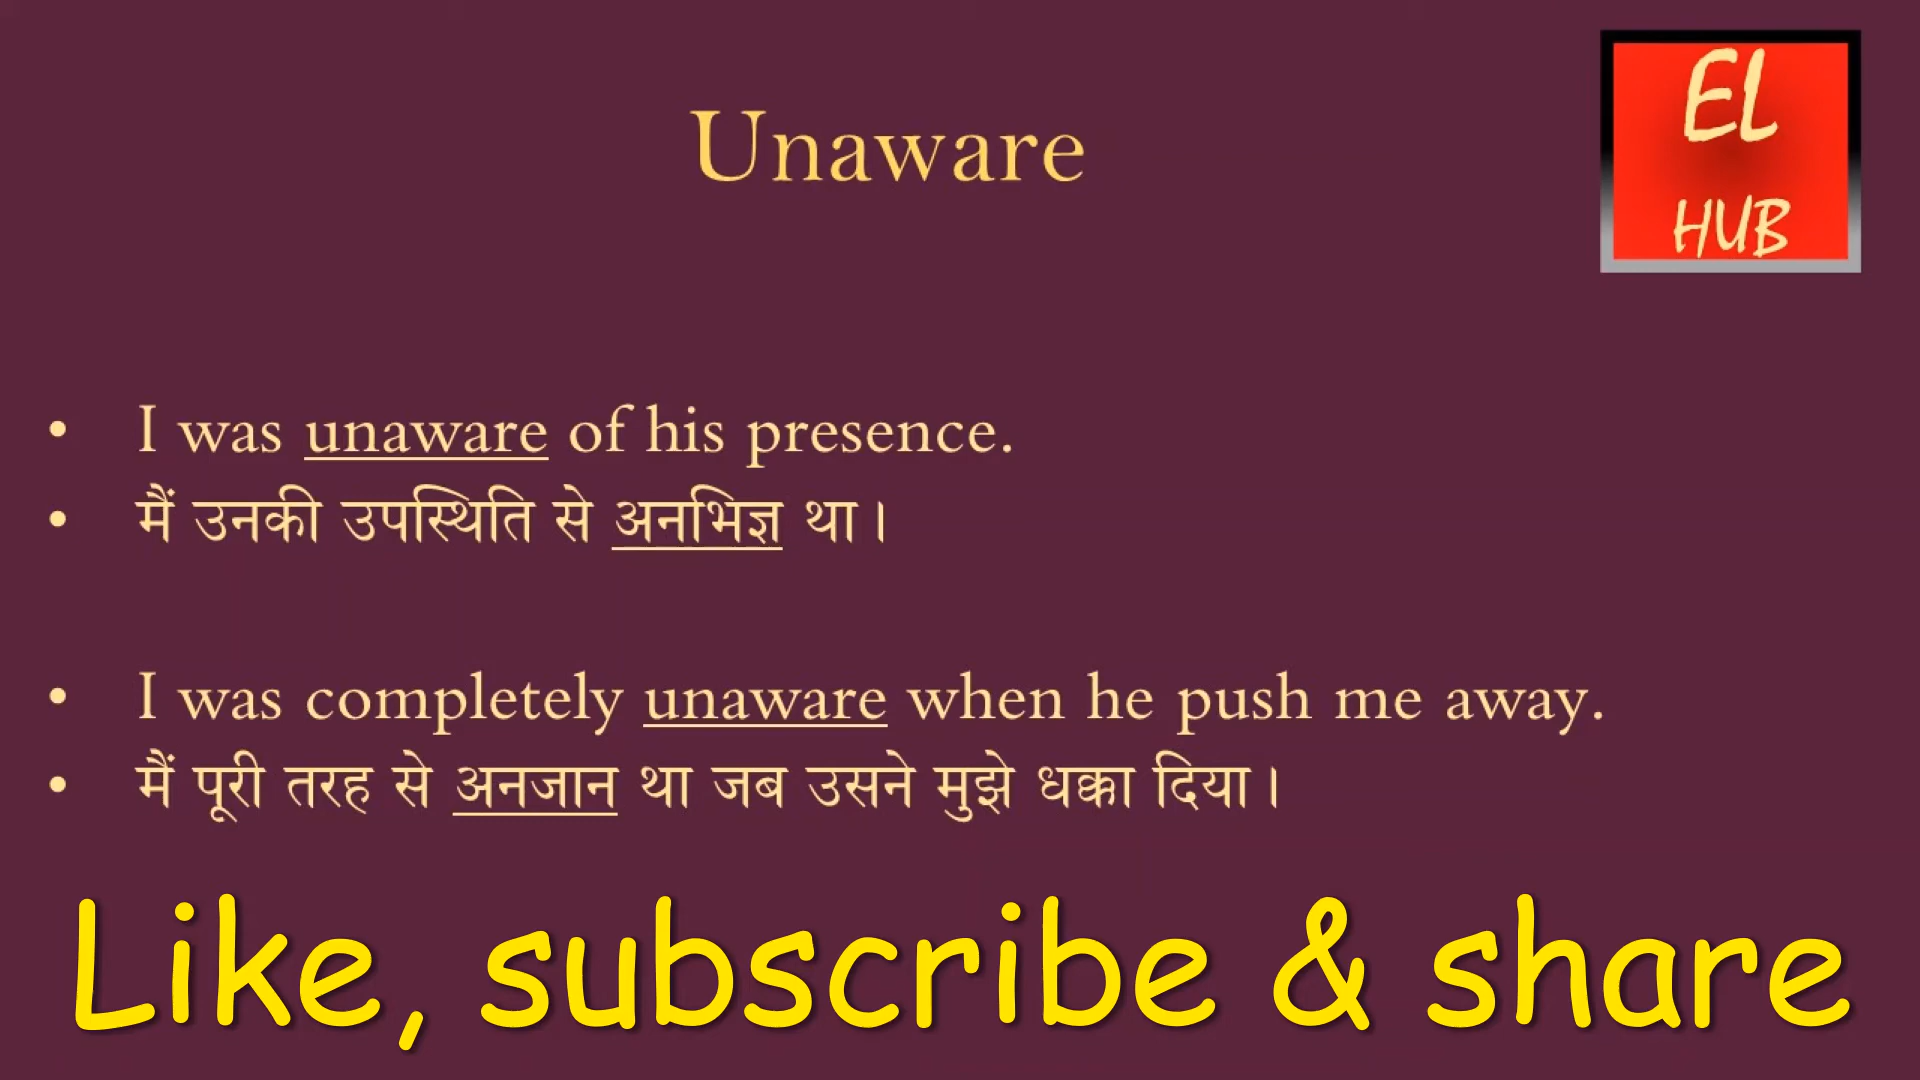 EL
HUB
Unaware
• I was unaware of his presence.
• मैं उनकी उपस्थिति से अनभिज्ञ था।
• I was completely unaware when he push me away.
• मैं पूरी तरह से अनजान था जब उसने मुझे धक्का दिया।
Like, subscribe & share